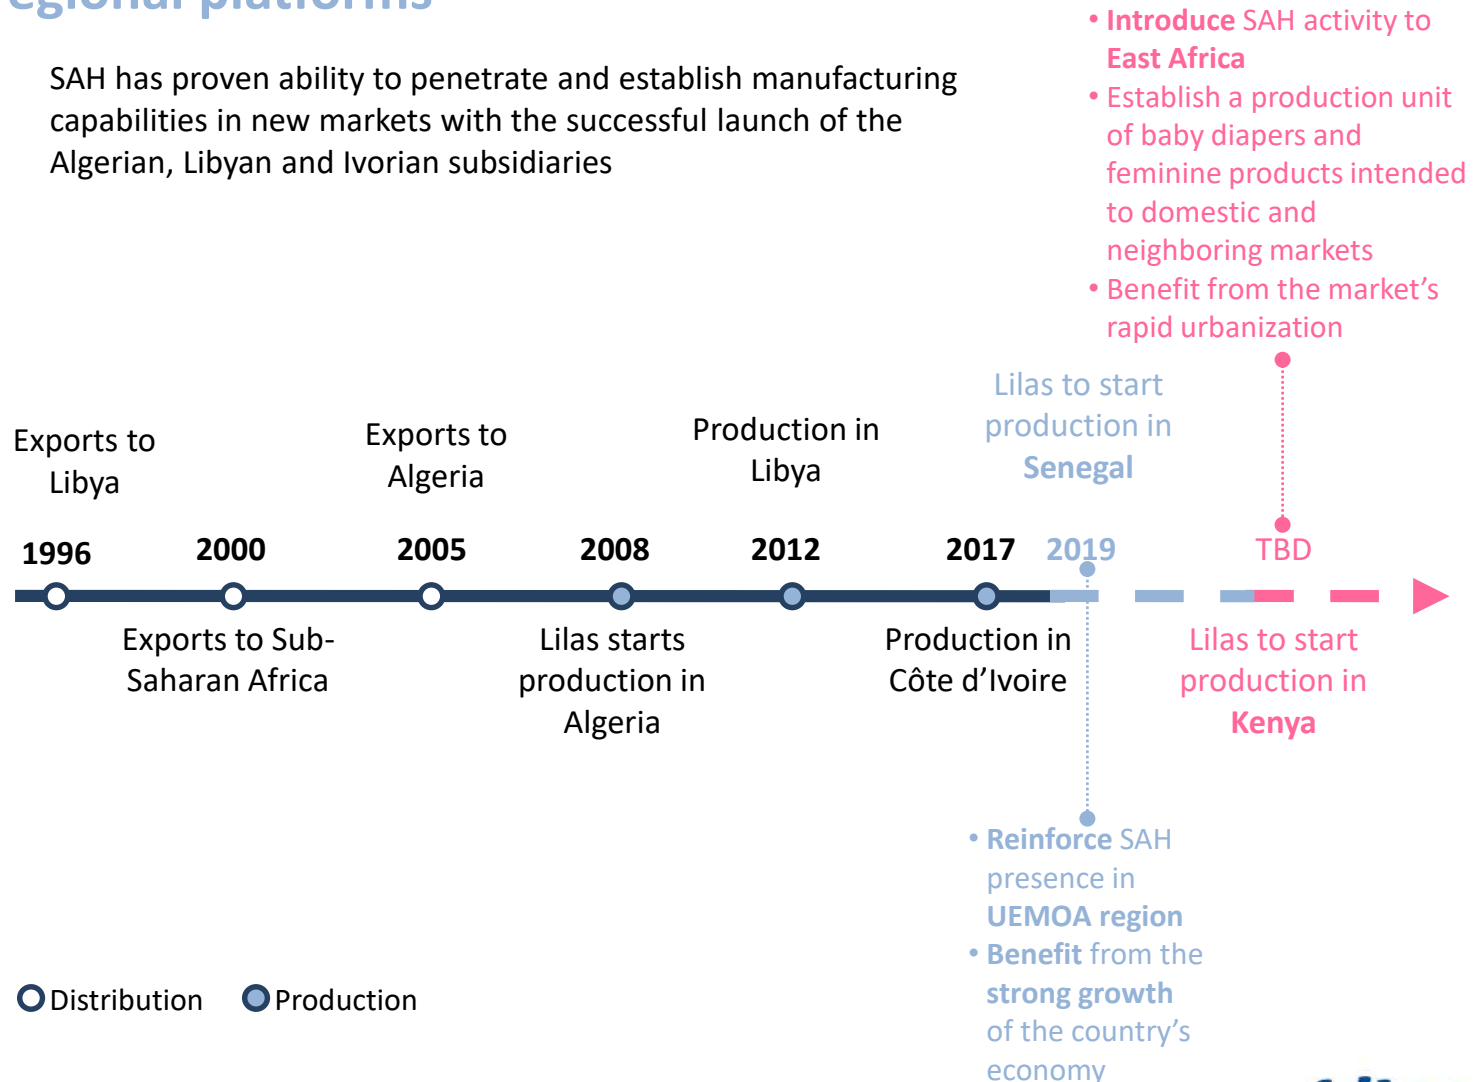 egional platforms
SAH has proven ability to penetrate and establish manufacturing
capabilities in new markets with the successful launch of the
Algerian, Libyan and Ivorian subsidiaries
• Introduce SAH activity to
East Africa
• Establish a production unit
of baby diapers and
feminine products intended
to domestic and
neighboring markets
• Benefit from the market’s
rapid urbanization
Exports to
Libya
Exports to
Algeria
Production in
Libya
Lilas to start
production in
Senegal
1996
2000
2005
2008
2012
2017
2019
TBD
Exports to Sub-
Saharan Africa
Lilas starts
production in
Algeria
Production in
Côte d’Ivoire
Lilas to start
production in
Kenya
• Reinforce SAH
presence in
UEMOA region
• Benefit from the
strong growth
of the country’s
economy
Distribution
Production